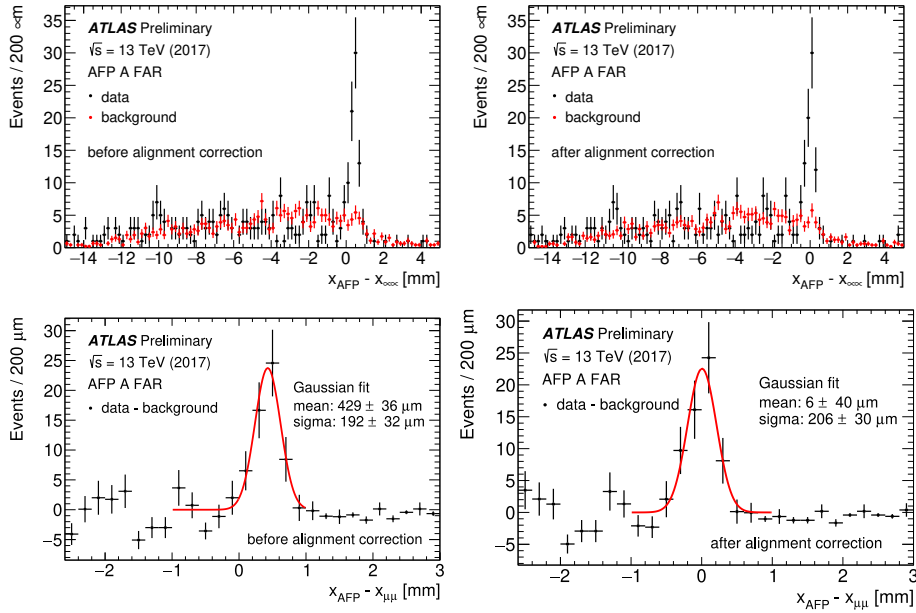 Events / 200 ∝m
35
30
25
20
15
10
5
0
ATLAS Preliminary
√s = 13 TeV (2017)
AFP A FAR
data
background
before alignment correction
−14 −12 −10 −8 −6 −4 −2 0 2 4
x_AFP - x_∝∝ [mm]
Events / 200 ∝m
35
30
25
20
15
10
5
0
ATLAS Preliminary
√s = 13 TeV (2017)
AFP A FAR
data
background
after alignment correction
−14 −12 −10 −8 −6 −4 −2 0 2 4
x_AFP - x_∝∝ [mm]
Events / 200 μm
30
25
20
15
10
5
0
−5
ATLAS Preliminary
√s = 13 TeV (2017)
AFP A FAR
data - background
Gaussian fit
mean: 429 ± 36 μm
sigma: 192 ± 32 μm
before alignment correction
−2 −1 0 1 2 3
x_AFP - x_μμ [mm]
Events / 200 μm
30
25
20
15
10
5
0
−5
ATLAS Preliminary
√s = 13 TeV (2017)
AFP A FAR
data - background
Gaussian fit
mean: 6 ± 40 μm
sigma: 206 ± 30 μm
after alignment correction
−2 −1 0 1 2 3
x_AFP - x_μμ [mm]